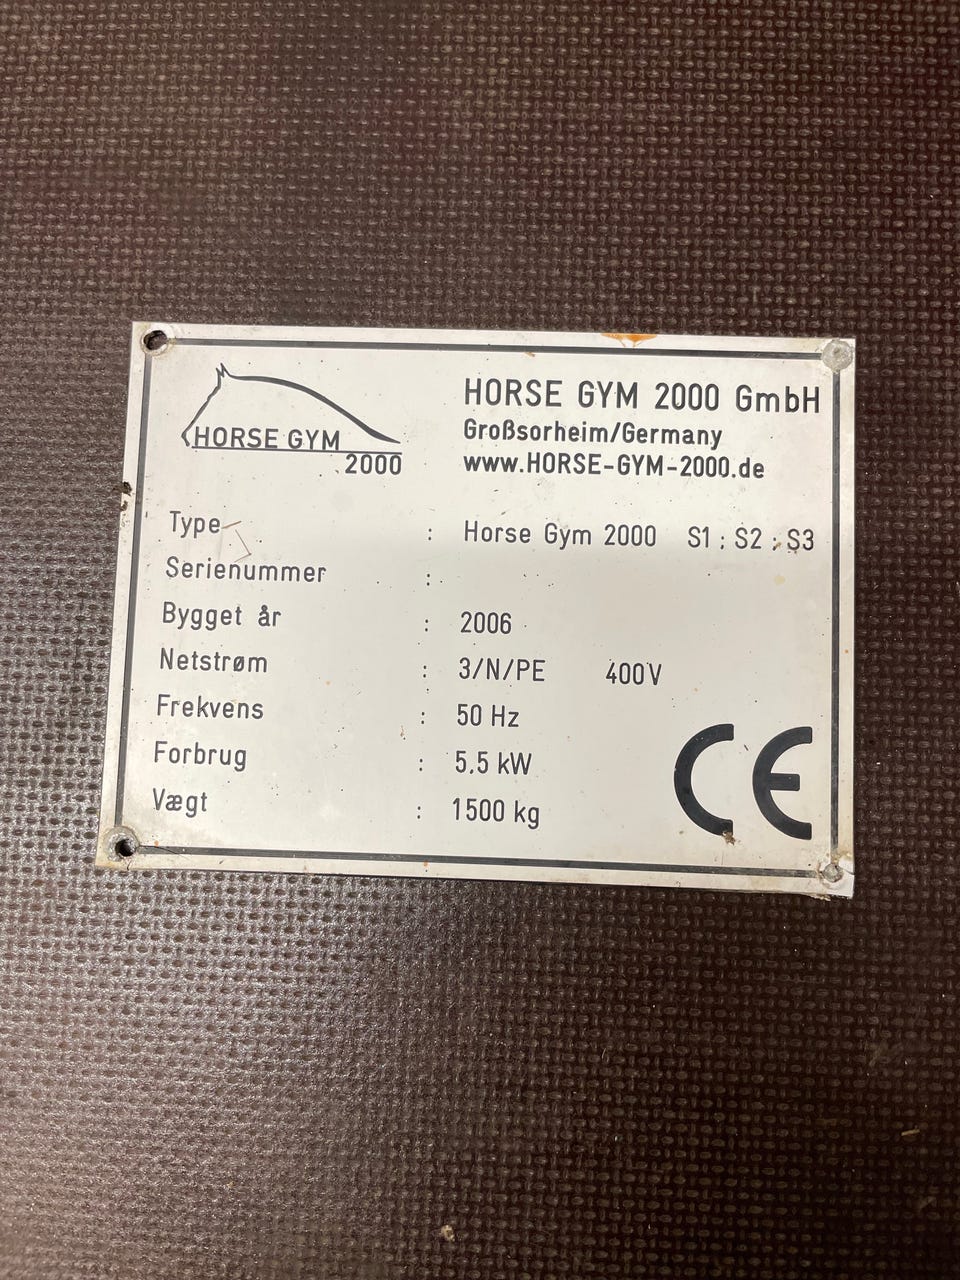 HORSE GYM
2000
HORSE GYM 2000 GmbH
Großsorheim/Germany
www.HORSE-GYM-2000.de
Type : Horse Gym 2000 S1 ; S2 ; S3
Serienummer :
Bygget år : 2006
Netstrøm : 3/N/PE 400V
Frekvens : 50 Hz
Forbrug : 5.5 kW
Vægt : 1500 kg
CE